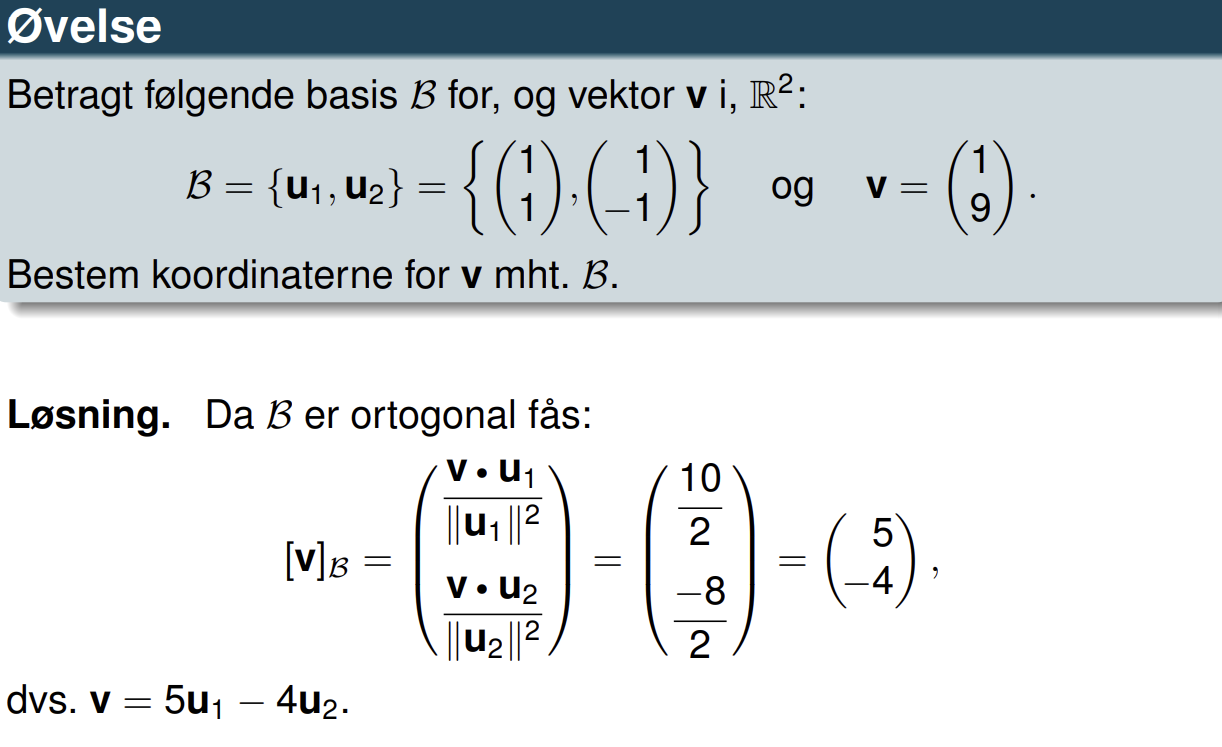 Øvelse
Betragt følgende basis ℬ for, og vektor v i, ℝ²:
ℬ = {u₁, u₂} = { (1 1), (1 −1) } og v = (1 9).
Bestem koordinaterne for v mht. ℬ.
Løsning. Da ℬ er ortogonal fås:
[v]_ℬ = ( v • u₁ / ‖u₁‖² v • u₂ / ‖u₂‖² ) = ( 10/2 −8/2 ) = ( 5 −4 ),
dvs. v = 5u₁ − 4u₂.